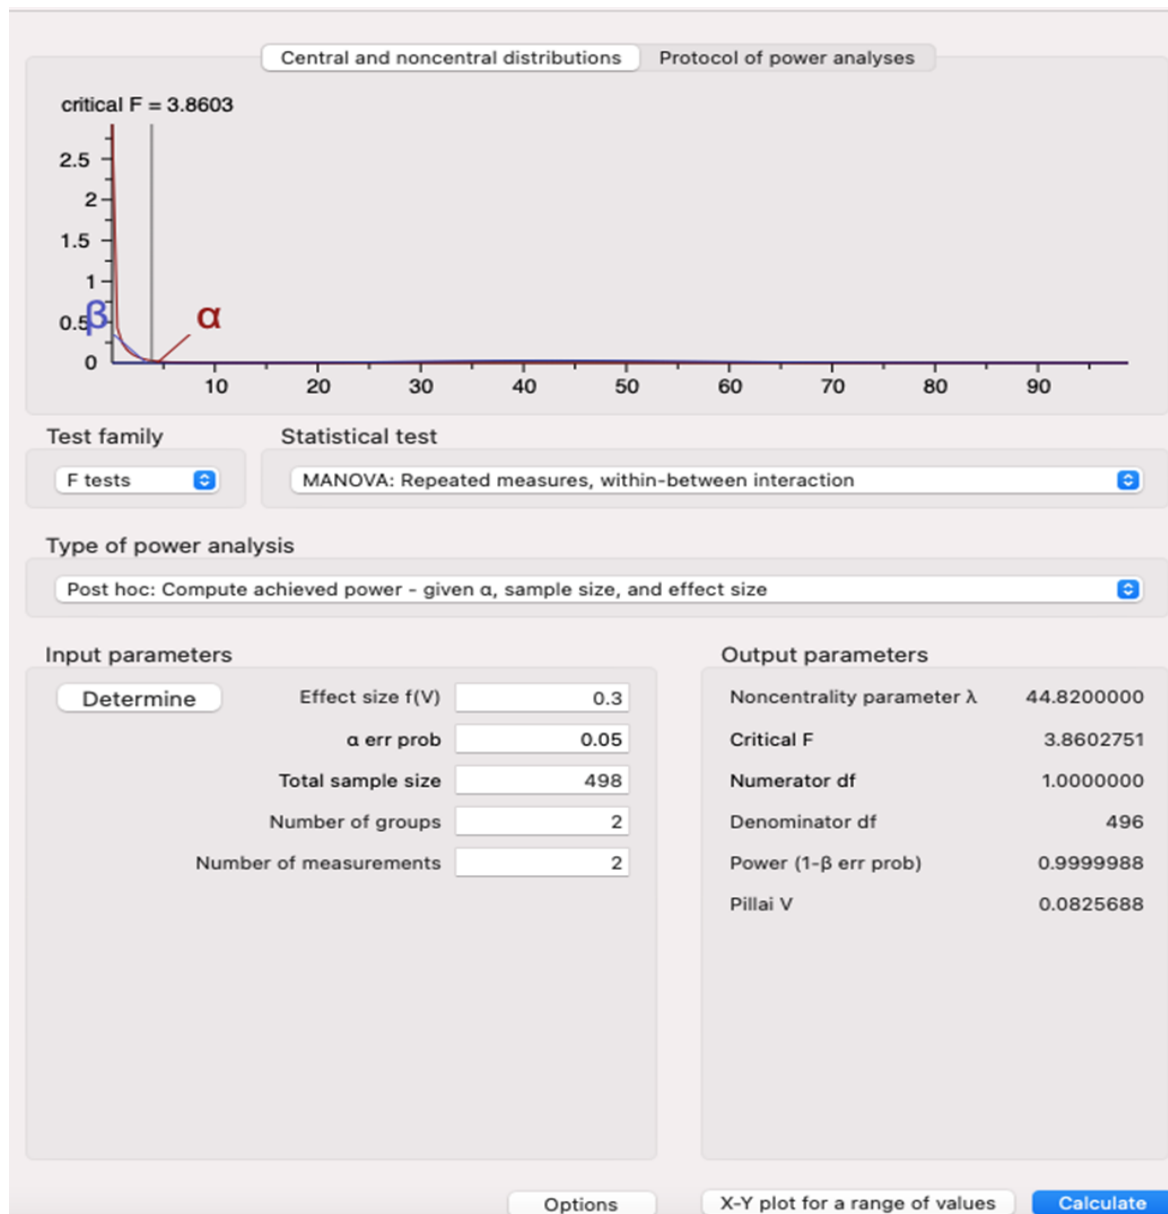 Central and noncentral distributions Protocol of power analyses
critical F = 3.8603
2.5
2
1.5
1
0.5
0
β
α
10 20 30 40 50 60 70 80 90
Test family Statistical test
F tests MANOVA: Repeated measures, within-between interaction
Type of power analysis
Post hoc: Compute achieved power - given α, sample size, and effect size
Input parameters
Determine Effect size f(V) 0.3
α err prob 0.05
Total sample size 498
Number of groups 2
Number of measurements 2
Output parameters
Noncentrality parameter λ 44.8200000
Critical F 3.8602751
Numerator df 1.0000000
Denominator df 496
Power (1-β err prob) 0.9999988
Pillai V 0.0825688
Options X-Y plot for a range of values Calculate